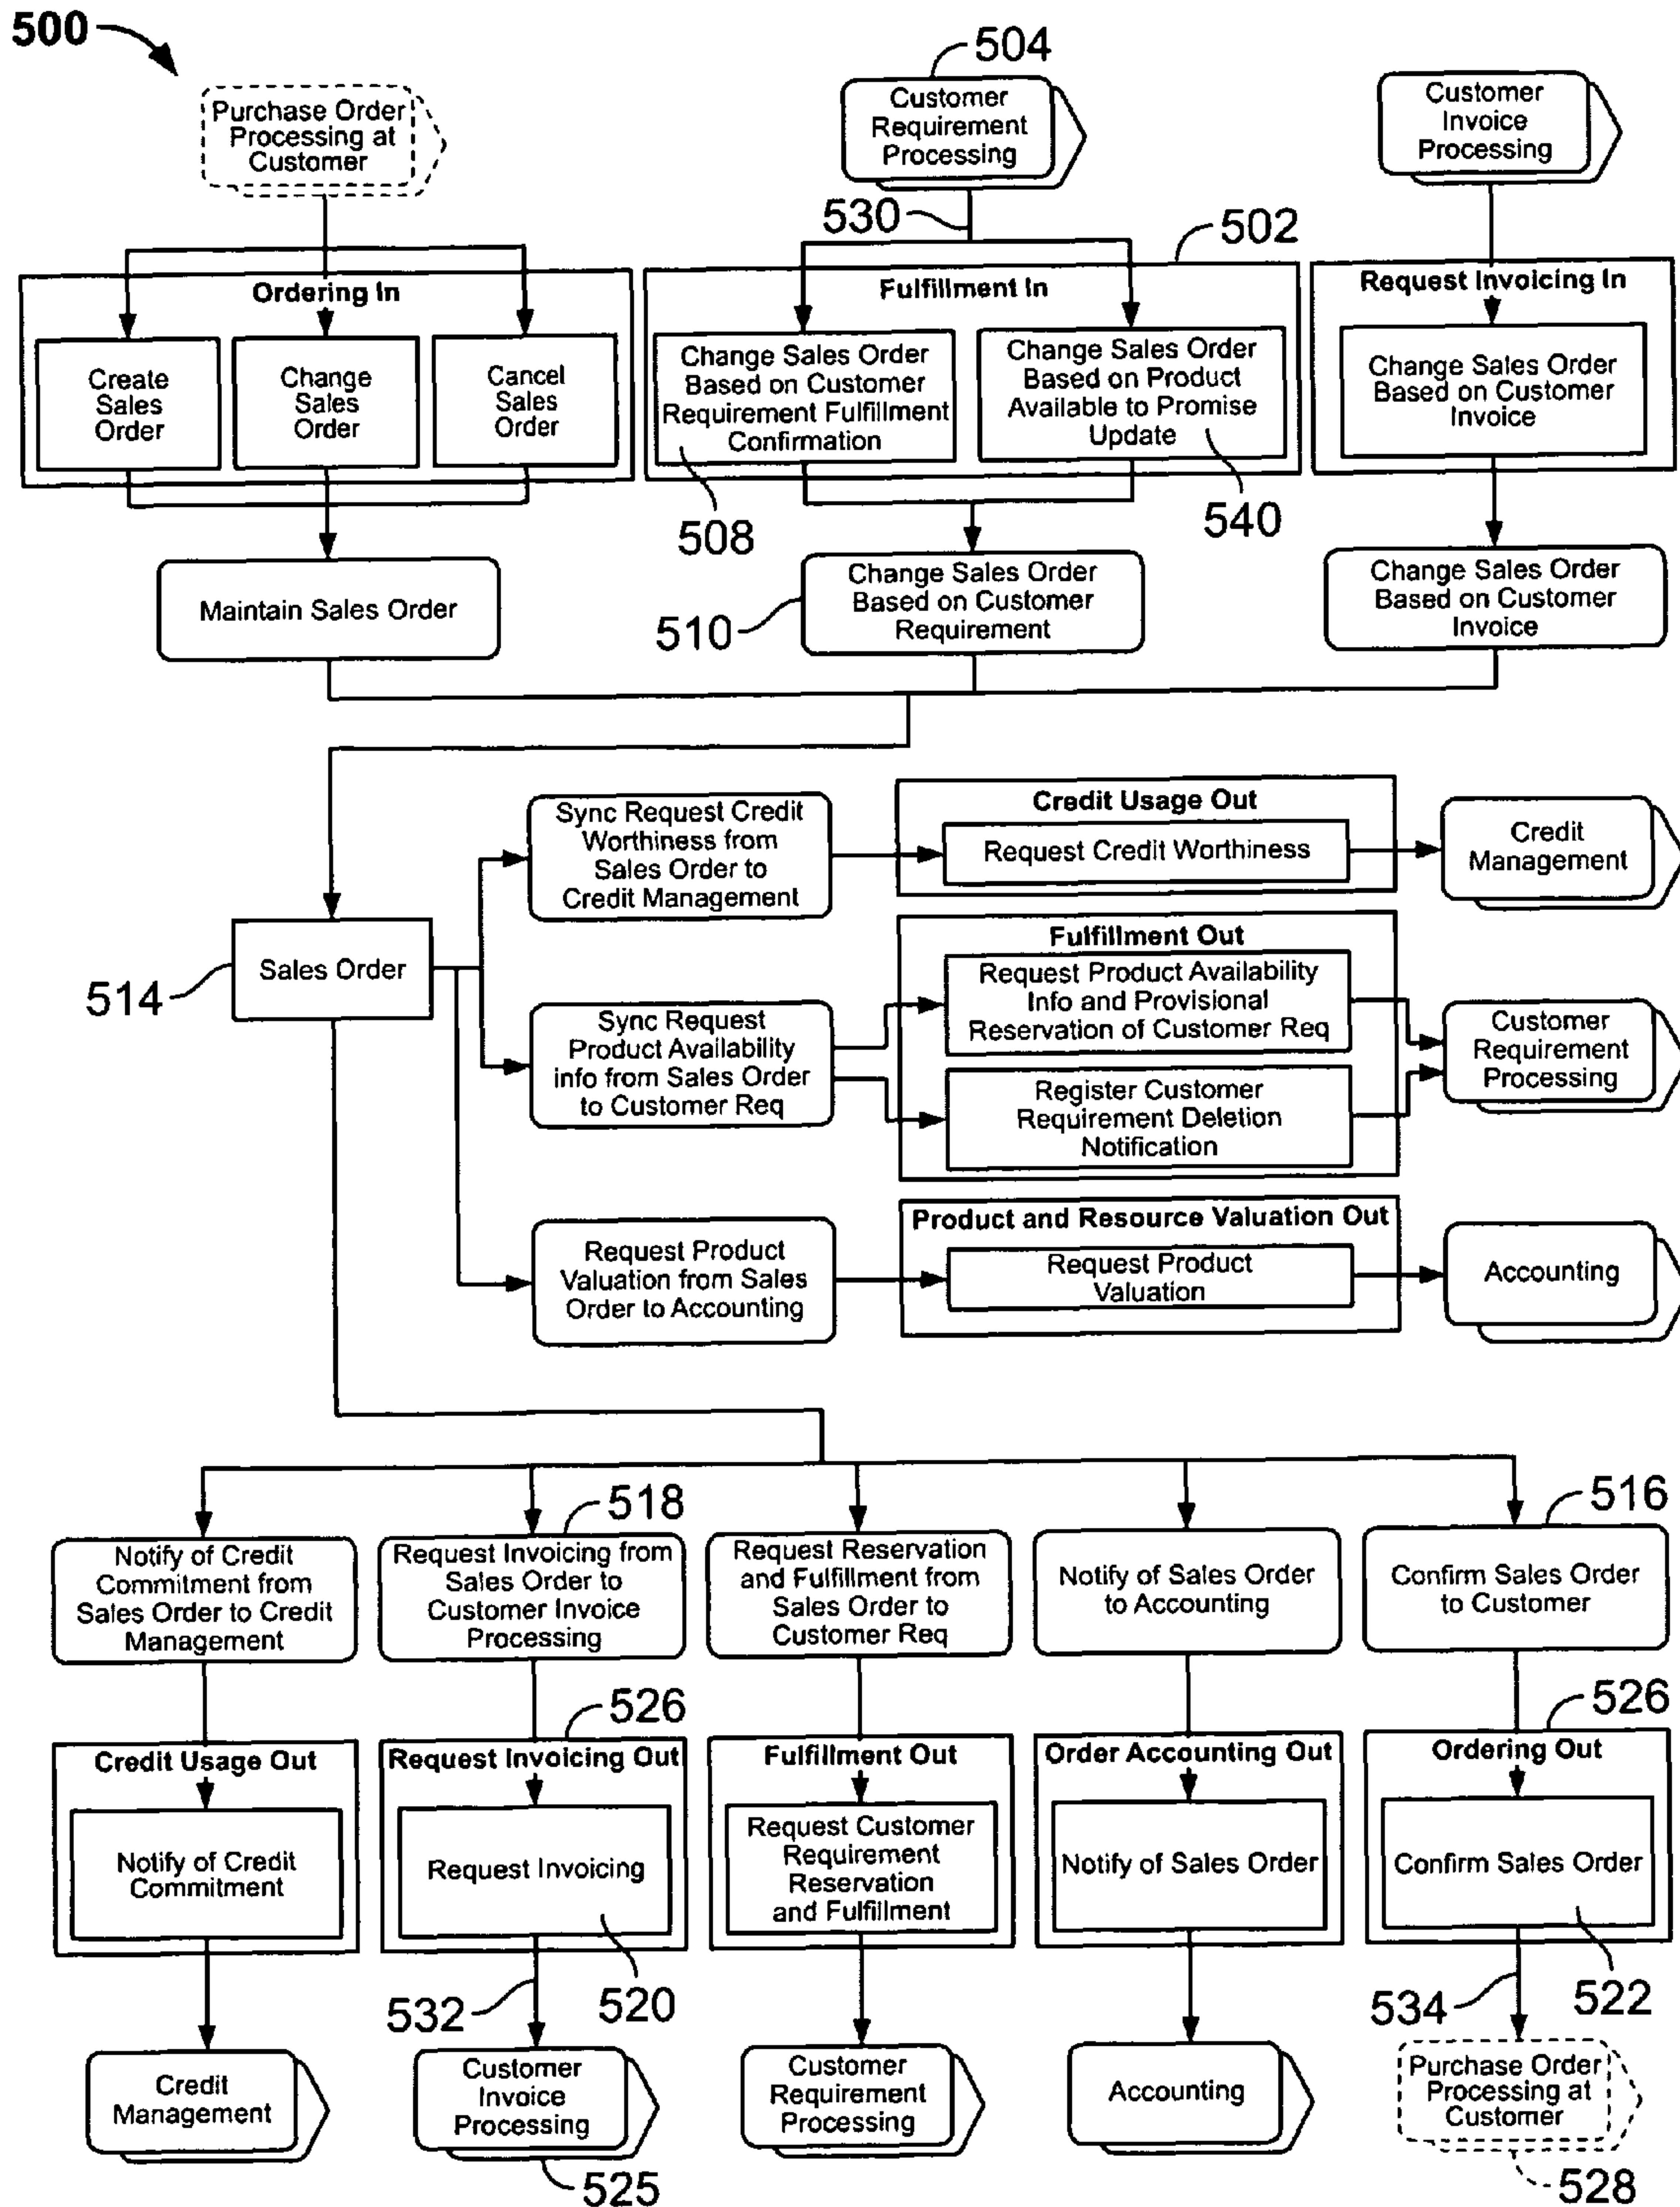 500
504
Purchase Order
Processing at
Customer
Customer
Requirement
Processing
Customer
Invoice
Processing
530
502
Ordering In
Fulfillment In
Request Invoicing In
Create
Sales
Order
Change
Sales
Order
Cancel
Sales
Order
Change Sales Order
Based on Customer
Requirement Fulfillment
Confirmation
Change Sales Order
Based on Product
Available to Promise
Update
Change Sales Order
Based on Customer
Invoice
508
540
Maintain Sales Order
510
Change Sales Order
Based on Customer
Requirement
Change Sales Order
Based on Customer
Invoice
Sync Request Credit
Worthiness from
Sales Order to
Credit Management
Credit Usage Out
Request Credit Worthiness
Credit
Management
514
Sales Order
Sync Request
Product Availability
info from Sales Order
to Customer Req
Fulfillment Out
Request Product Availability
Info and Provisional
Reservation of Customer Req
Register Customer
Requirement Deletion
Notification
Customer
Requirement
Processing
Request Product
Valuation from Sales
Order to Accounting
Product and Resource Valuation Out
Request Product
Valuation
Accounting
518
516
Notify of Credit
Commitment from
Sales Order to Credit
Management
Request Invoicing from
Sales Order to
Customer Invoice
Processing
Request Reservation
and Fulfillment from
Sales Order to
Customer Req
Notify of Sales Order
to Accounting
Confirm Sales Order
to Customer
526
526
Credit Usage Out
Request Invoicing Out
Fulfillment Out
Order Accounting Out
Ordering Out
Notify of Credit
Commitment
Request Invoicing
Request Customer
Requirement
Reservation
and Fulfillment
Notify of Sales Order
Confirm Sales Order
532
520
534
522
Credit
Management
Customer
Invoice
Processing
Customer
Requirement
Processing
Accounting
Purchase Order
Processing at
Customer
525
528